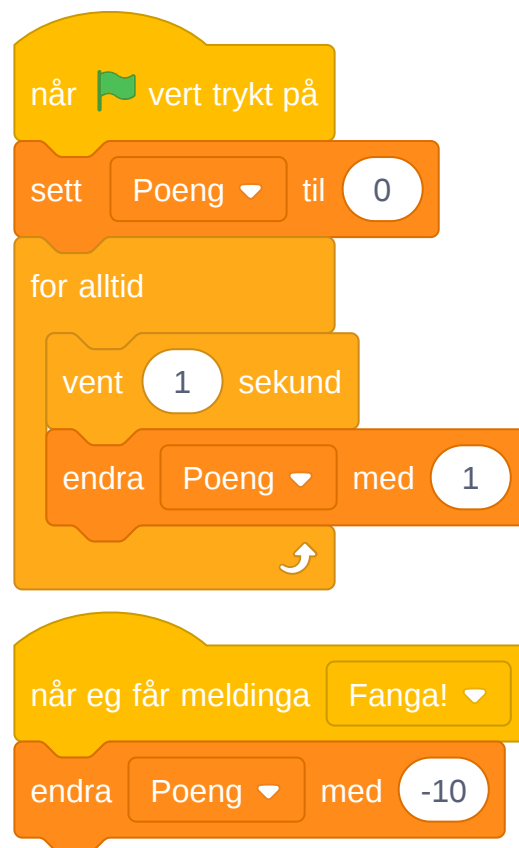 når vert trykt på
sett Poeng til 0
for alltid
vent 1 sekund
endra Poeng med 1
når eg får meldinga Fanga!
endra Poeng med -10